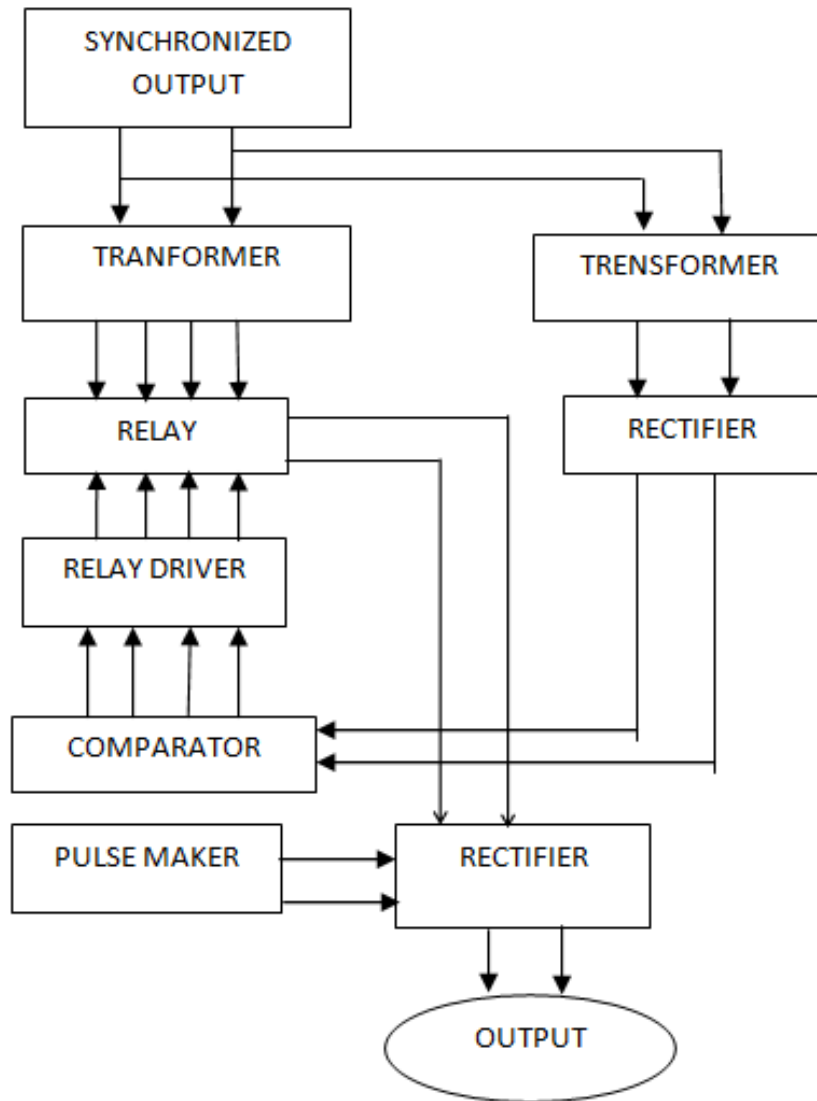 SYNCHRONIZED
OUTPUT
TRANFORMER
TRENSFORMER
RELAY
RECTIFIER
RELAY DRIVER
COMPARATOR
PULSE MAKER
RECTIFIER
OUTPUT